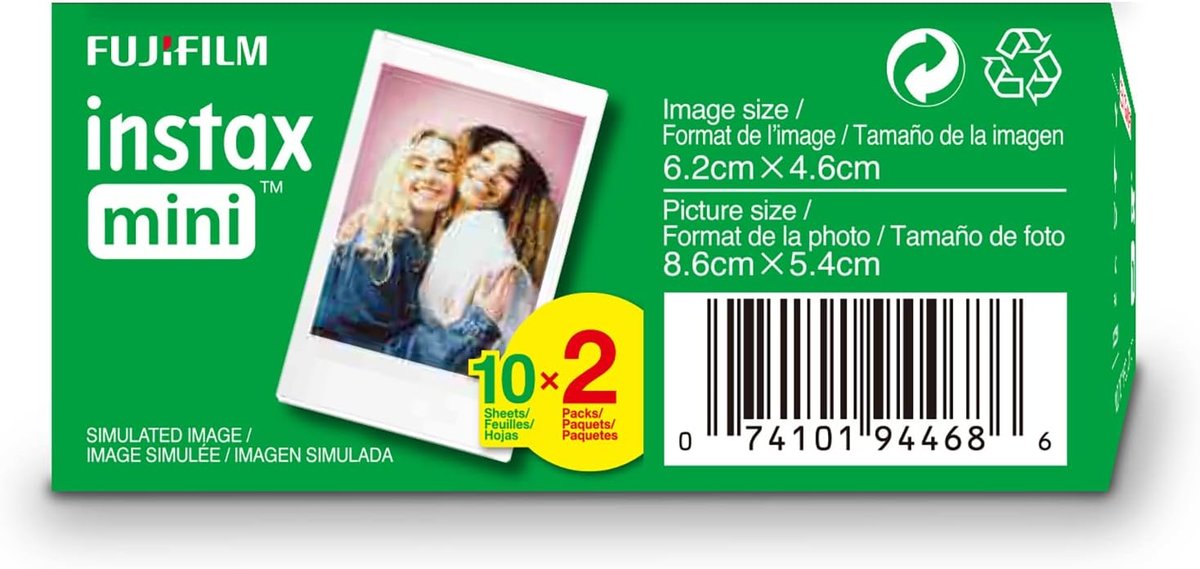 FUJIFILM
instax
mini™
10×2
Sheets/
Feuilles/
Hojas
Packs/
Paquets/
Paquetes
SIMULATED IMAGE /
IMAGE SIMULÉE / IMAGEN SIMULADA
Image size /
Format de l'image / Tamaño de la imagen
6.2cm×4.6cm
Picture size /
Format de la photo / Tamaño de foto
8.6cm×5.4cm
0 74101 94468 6